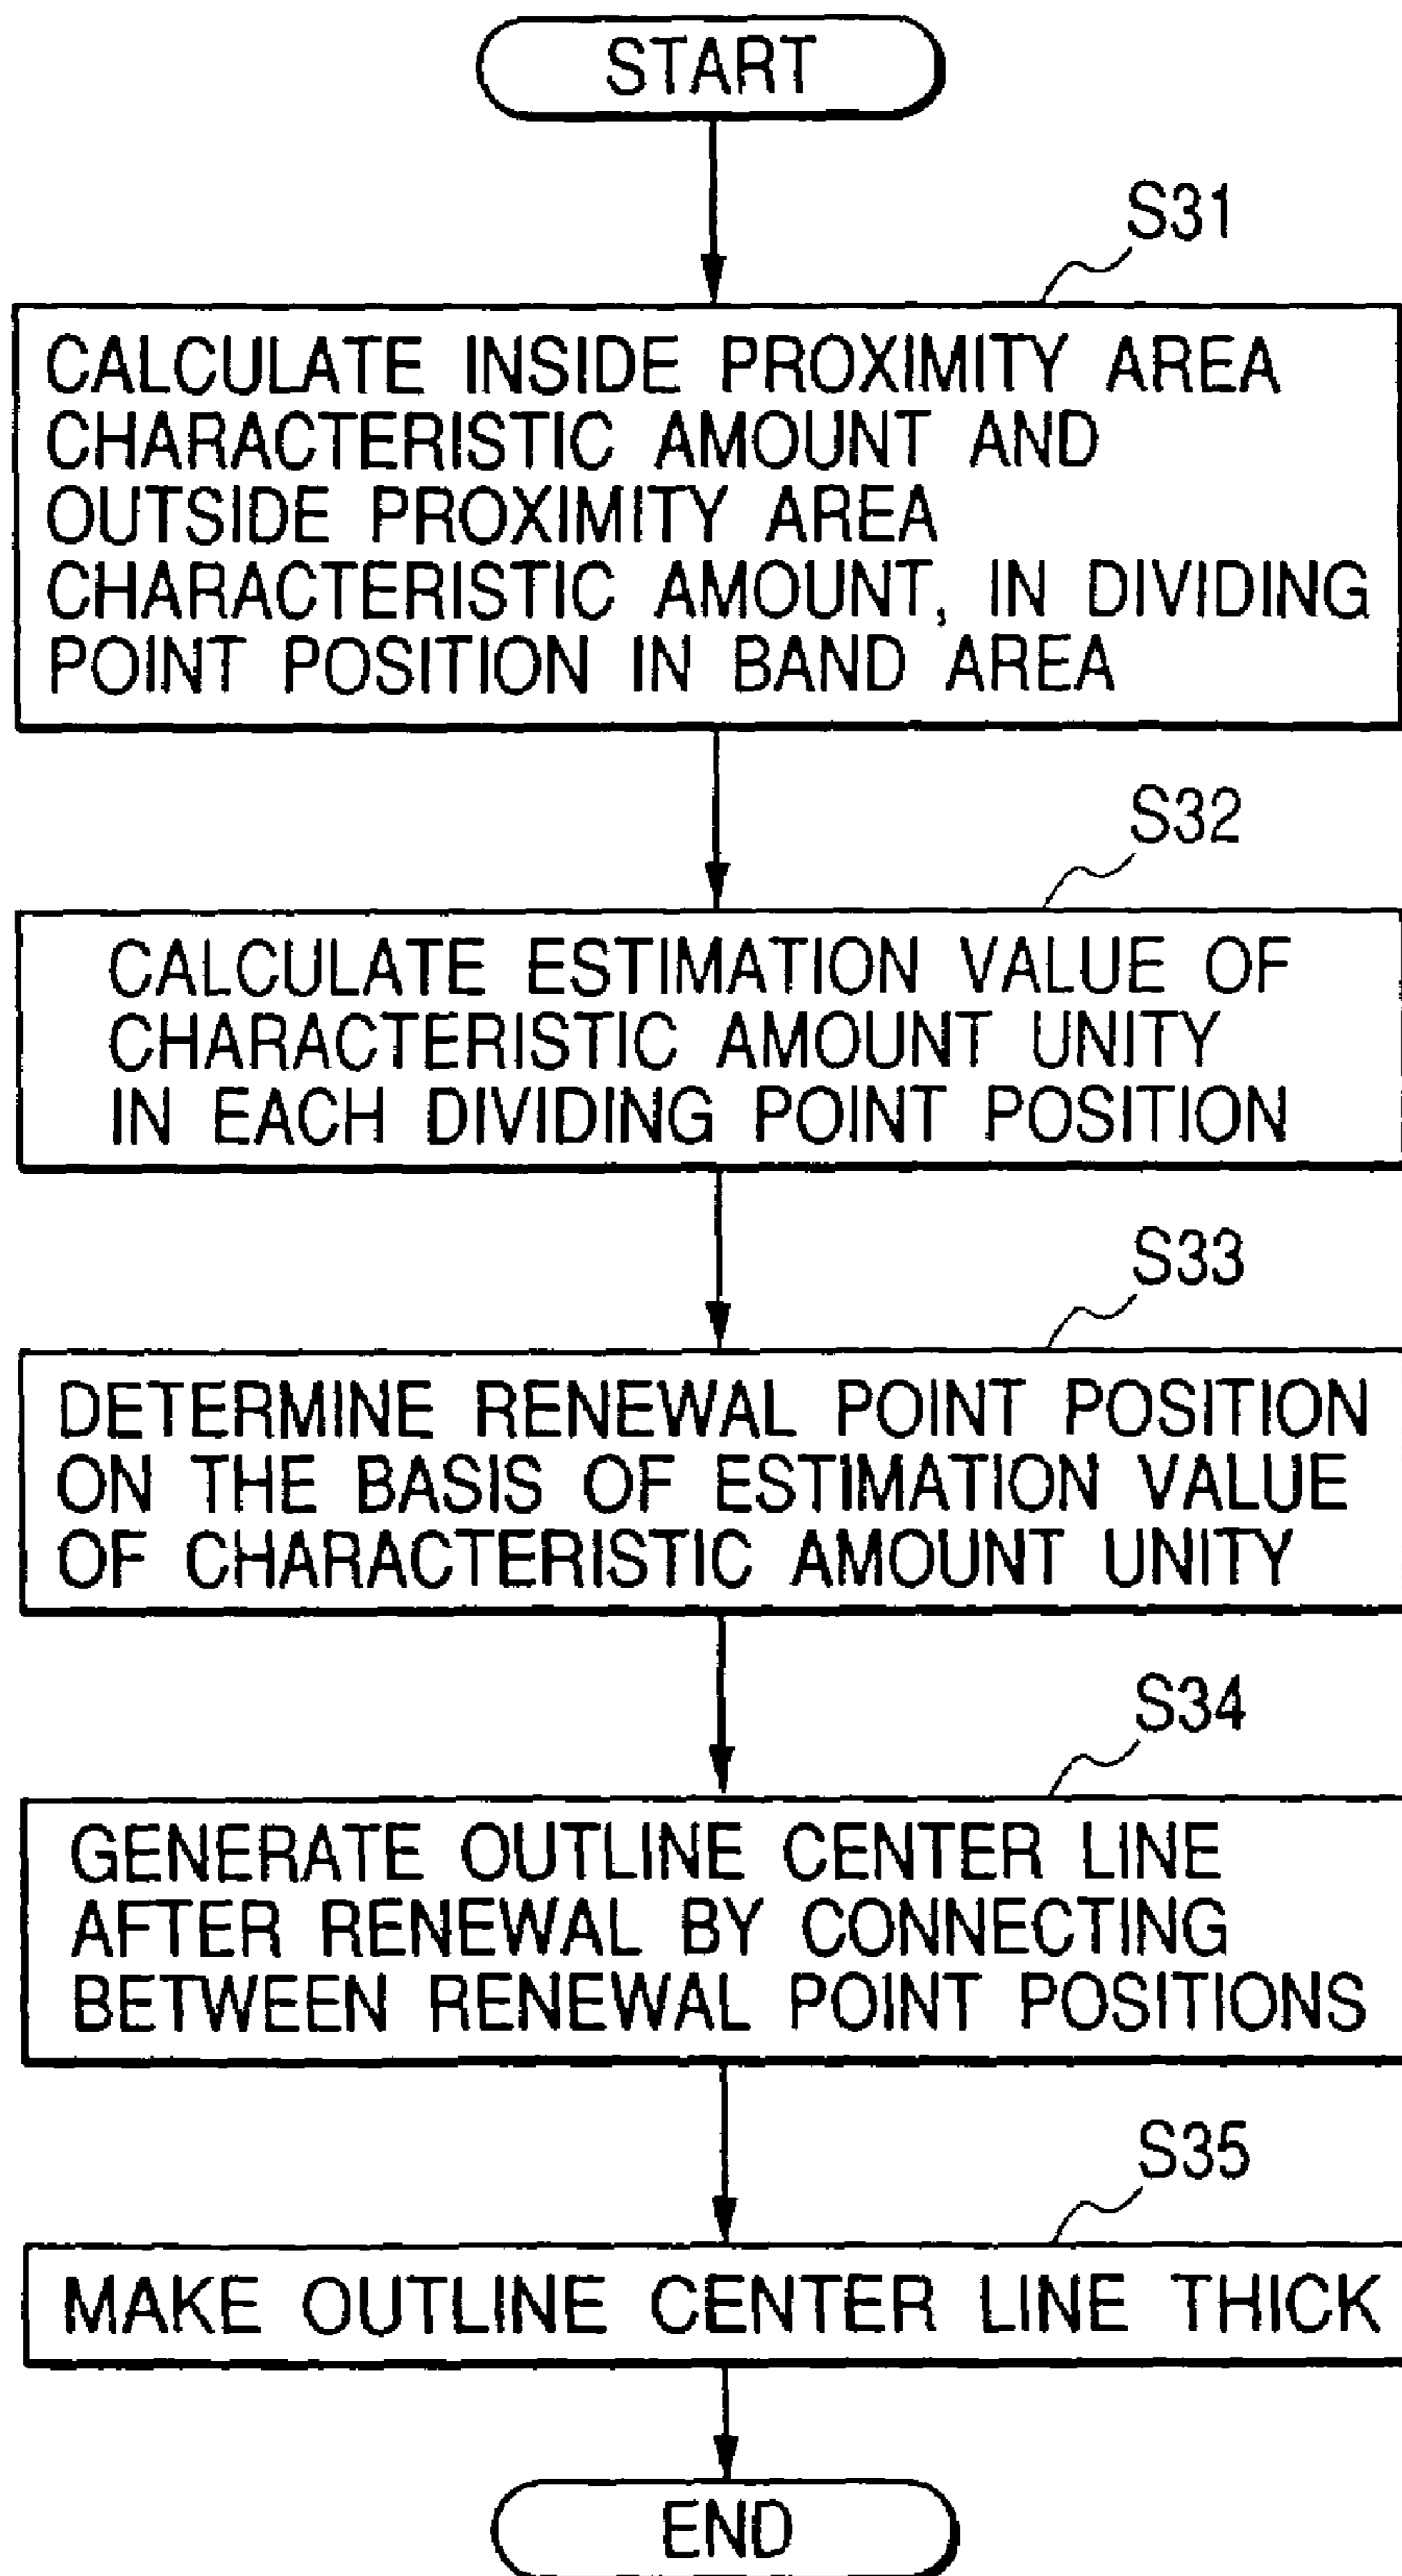 START
S31
CALCULATE INSIDE PROXIMITY AREA
CHARACTERISTIC AMOUNT AND
OUTSIDE PROXIMITY AREA
CHARACTERISTIC AMOUNT, IN DIVIDING
POINT POSITION IN BAND AREA
S32
CALCULATE ESTIMATION VALUE OF
CHARACTERISTIC AMOUNT UNITY
IN EACH DIVIDING POINT POSITION
S33
DETERMINE RENEWAL POINT POSITION
ON THE BASIS OF ESTIMATION VALUE
OF CHARACTERISTIC AMOUNT UNITY
S34
GENERATE OUTLINE CENTER LINE
AFTER RENEWAL BY CONNECTING
BETWEEN RENEWAL POINT POSITIONS
S35
MAKE OUTLINE CENTER LINE THICK
END